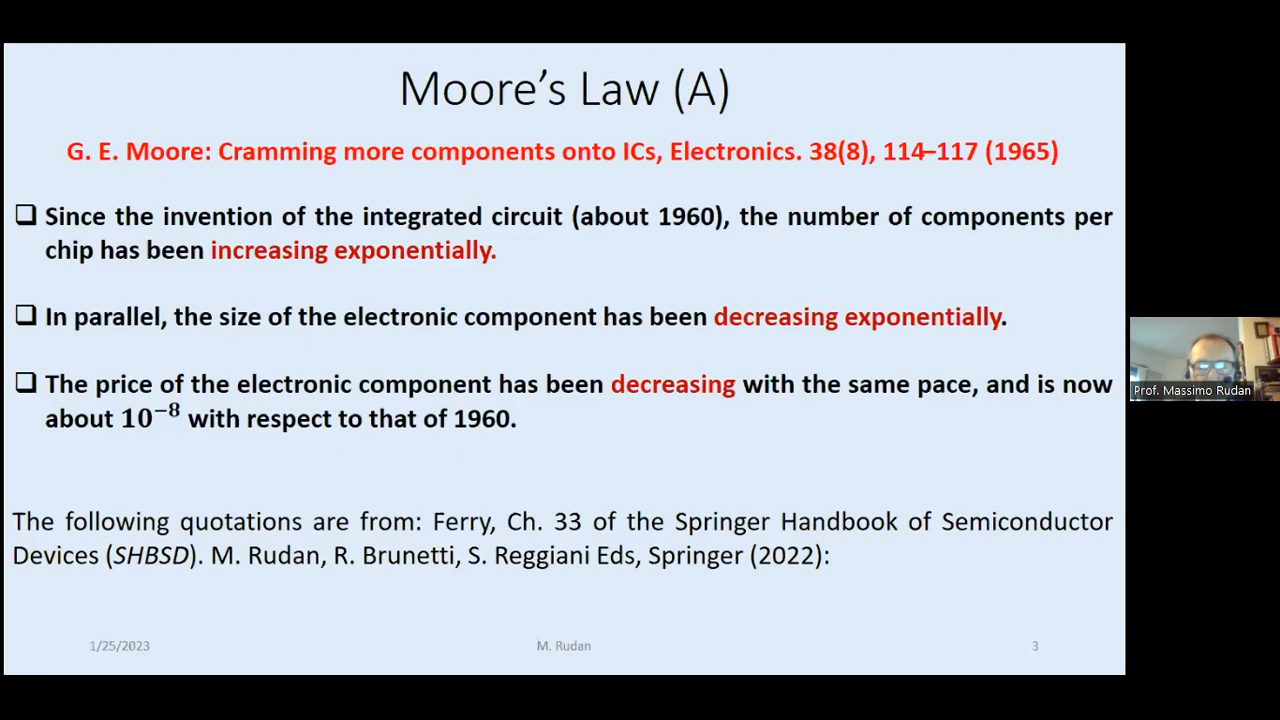 Moore's Law (A)
G. E. Moore: Cramming more components onto ICs, Electronics. 38(8), 114–117 (1965)
❑ Since the invention of the integrated circuit (about 1960), the number of components per
chip has been increasing exponentially.
❑ In parallel, the size of the electronic component has been decreasing exponentially.
❑ The price of the electronic component has been decreasing with the same pace, and is now
about 10⁻⁸ with respect to that of 1960.
The following quotations are from: Ferry, Ch. 33 of the Springer Handbook of Semiconductor
Devices (SHBSD). M. Rudan, R. Brunetti, S. Reggiani Eds, Springer (2022):
1/25/2023 M. Rudan 3
Prof. Massimo Rudan